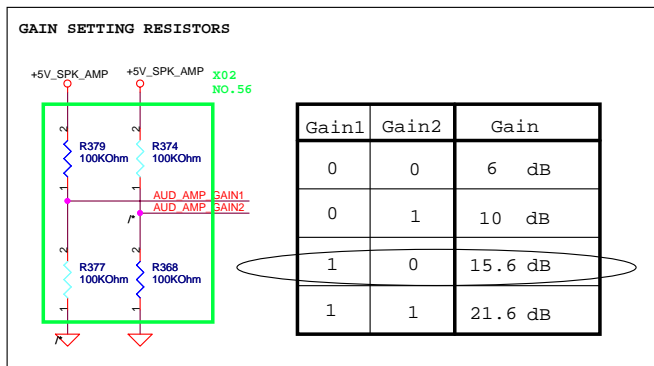 GAIN SETTING RESISTORS
+5V_SPK_AMP +5V_SPK_AMP X02
NO.56
2 2
R379 R374
100KOhm 100KOhm
1 1
AUD_AMP_GAIN1
AUD_AMP_GAIN2
/*
2 2
R377 R368
100KOhm 100KOhm
1 1
/*
Gain1 Gain2 Gain
0 0 6 dB
0 1 10 dB
1 0 15.6 dB
1 1 21.6 dB